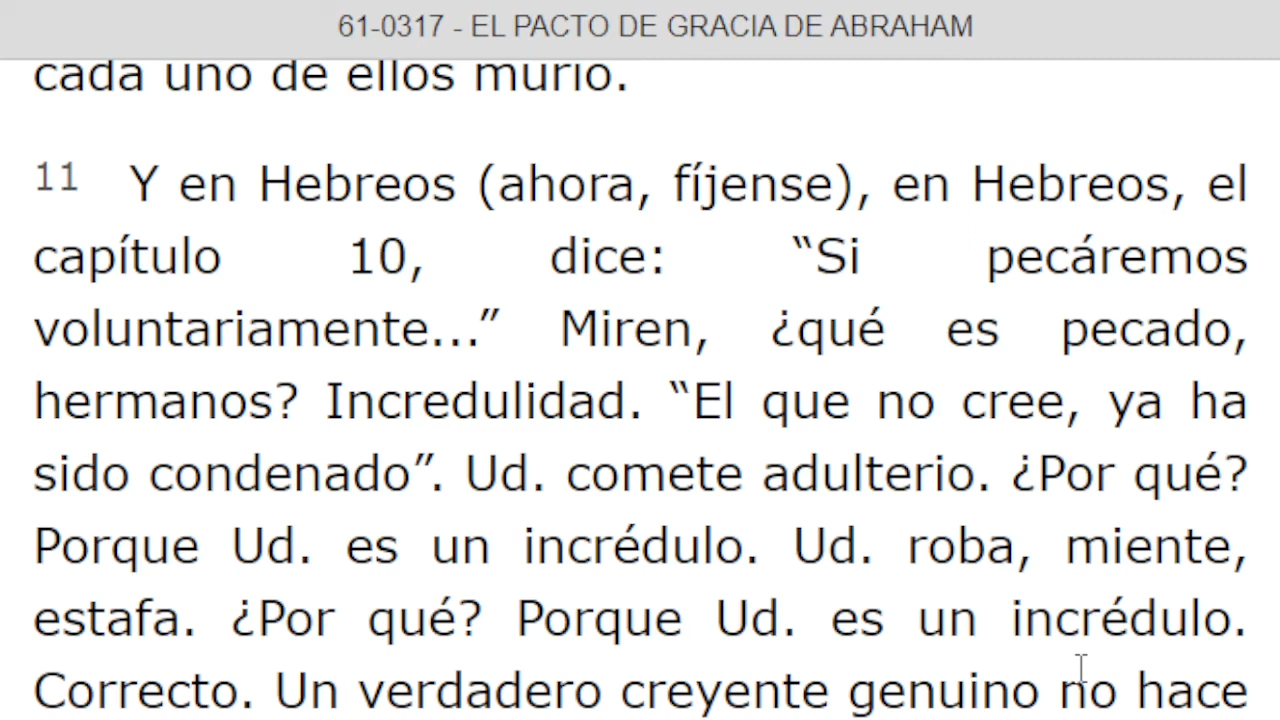 61-0317 - EL PACTO DE GRACIA DE ABRAHAM
cada uno de ellos murió.
11 Y en Hebreos (ahora, fíjense), en Hebreos, el
capítulo 10, dice: “Si pecáremos
voluntariamente...” Miren, ¿qué es pecado,
hermanos? Incredulidad. “El que no cree, ya ha
sido condenado”. Ud. comete adulterio. ¿Por qué?
Porque Ud. es un incrédulo. Ud. roba, miente,
estafa. ¿Por qué? Porque Ud. es un incrédulo.
Correcto. Un verdadero creyente genuino no hace